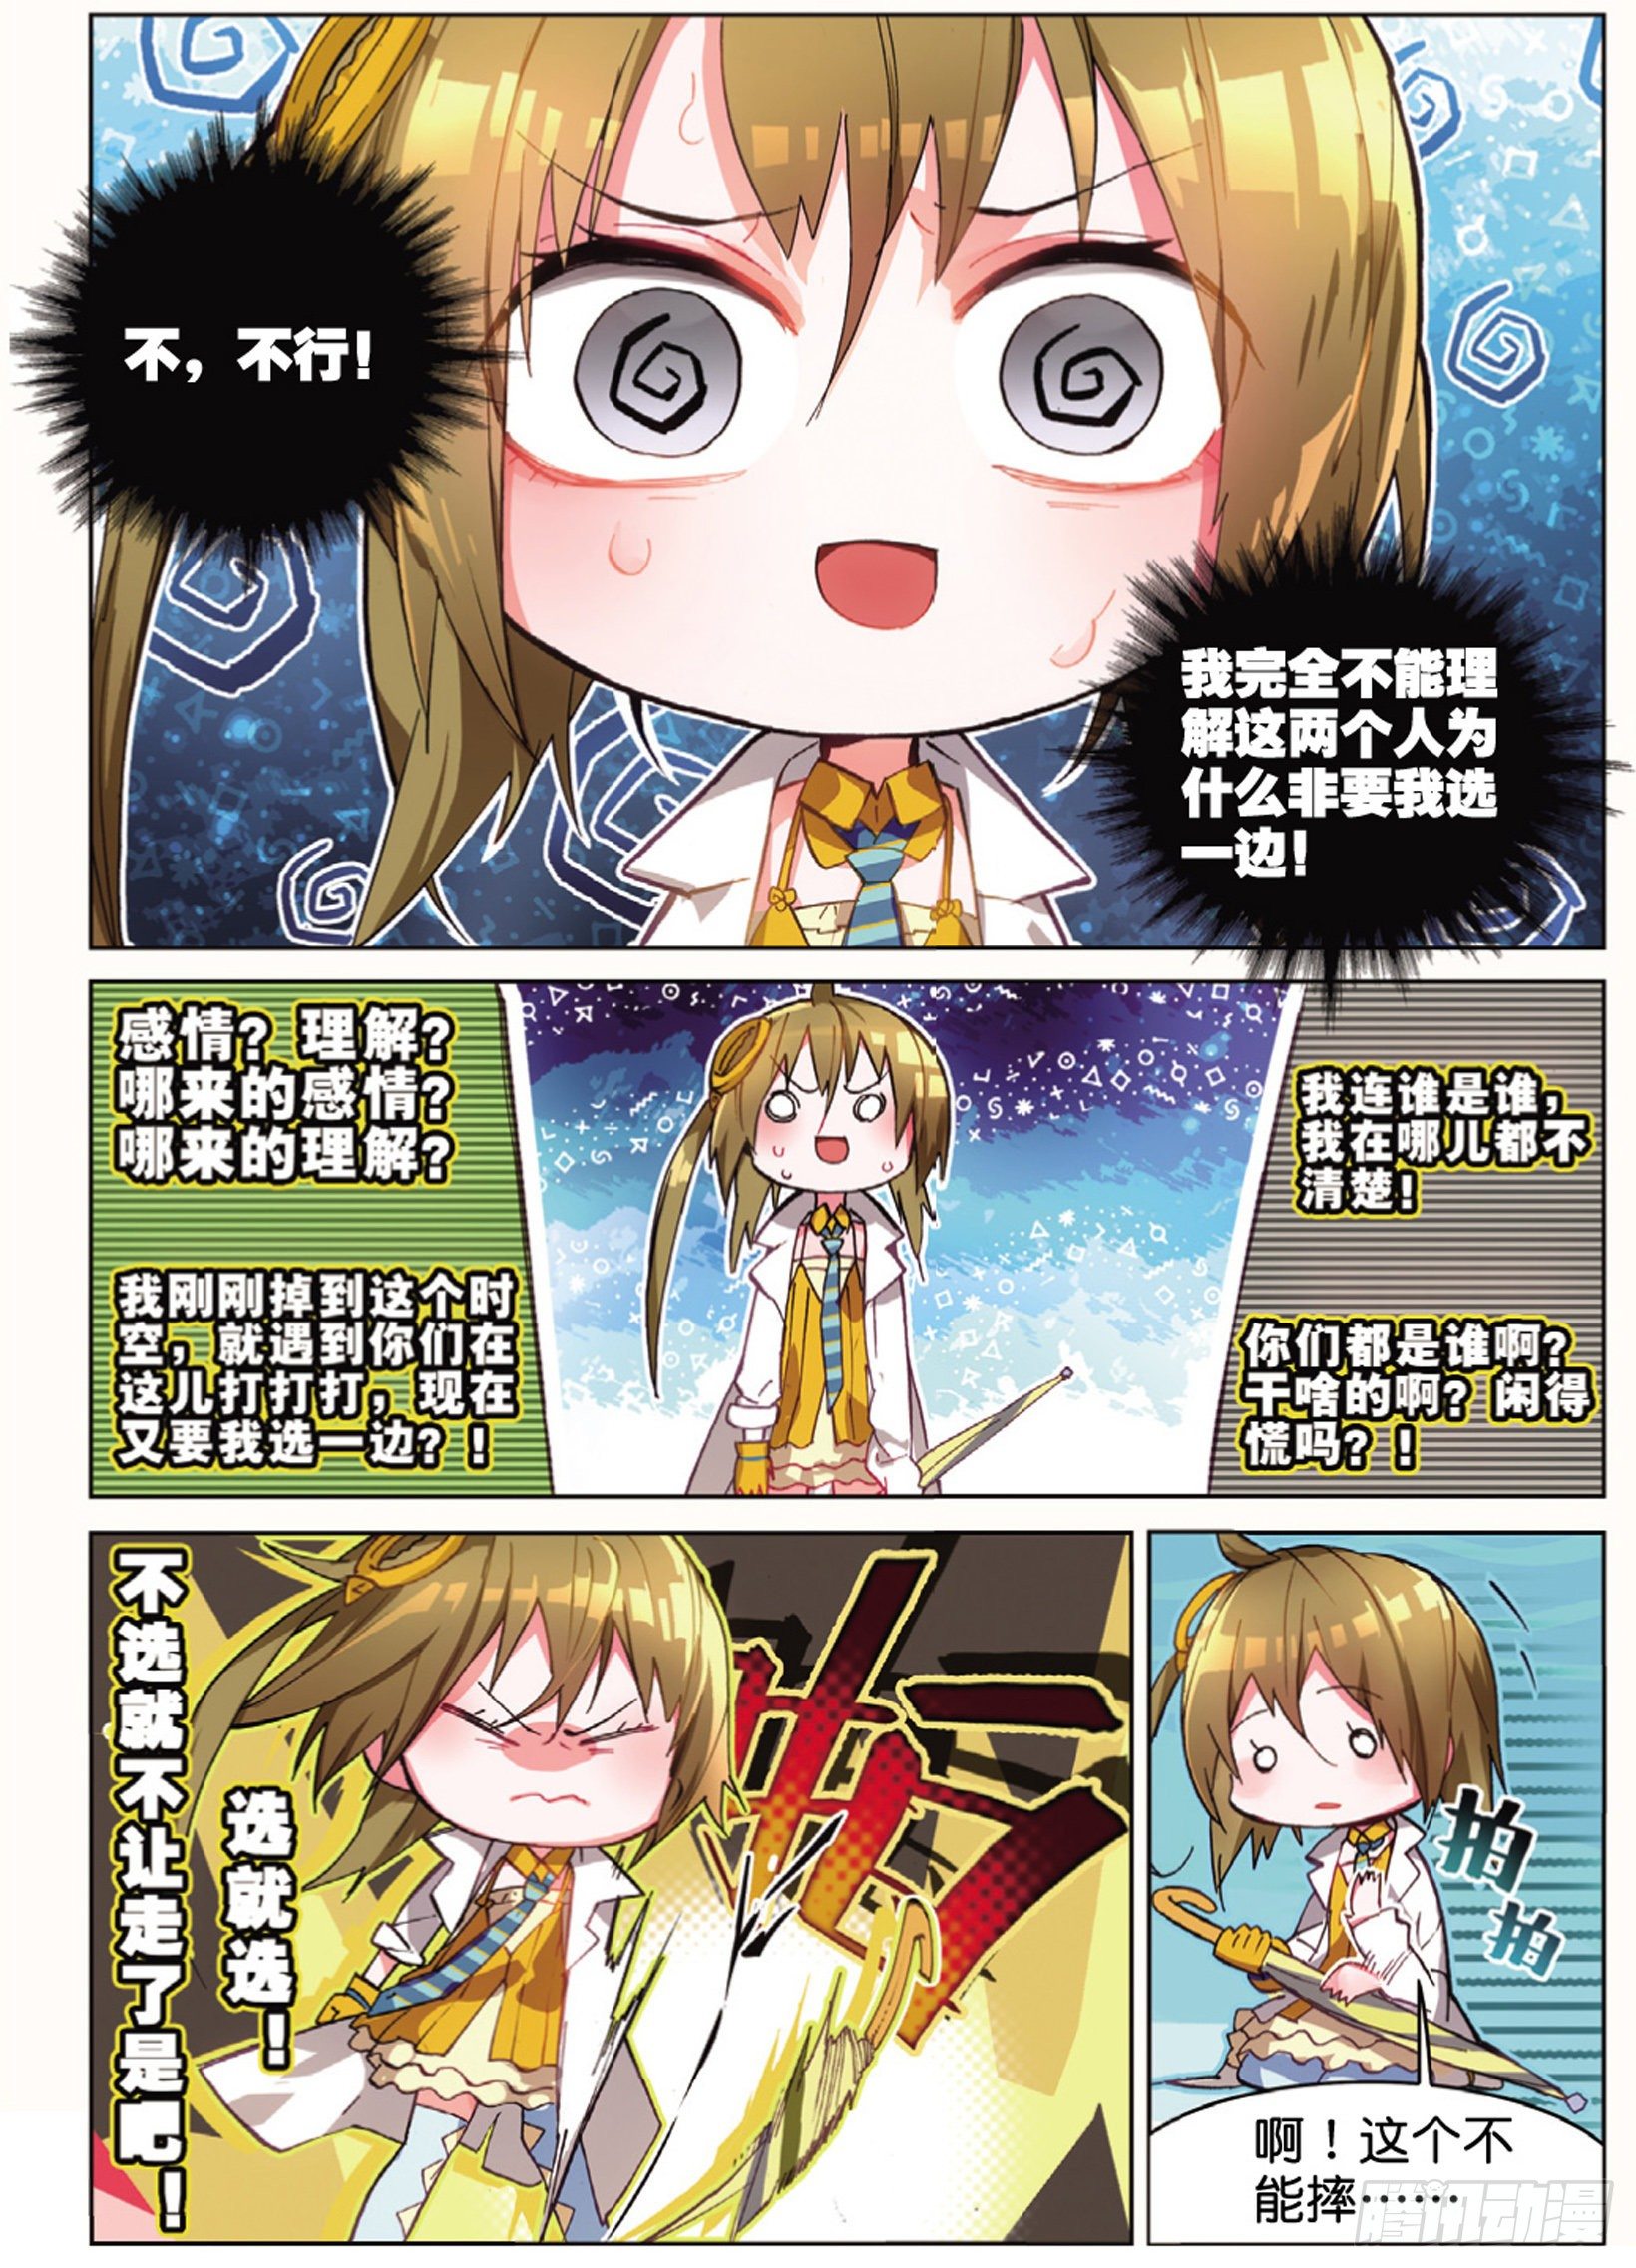 不，不行！
我完全不能理
解这两个人为
什么非要我选
一边！
感情？理解？
哪来的感情？
哪来的理解？
我刚刚掉到这个时
空，就遇到你们在
这儿打打打，现在
又要我选一边？！
我连谁是谁，
我在哪儿都不
清楚！
你们都是谁啊？
干啥的啊？闲得
慌吗？！
不选就不让走了是吧！
选就选！
拍
拍
啊！这个不
能摔……
腾讯动漫